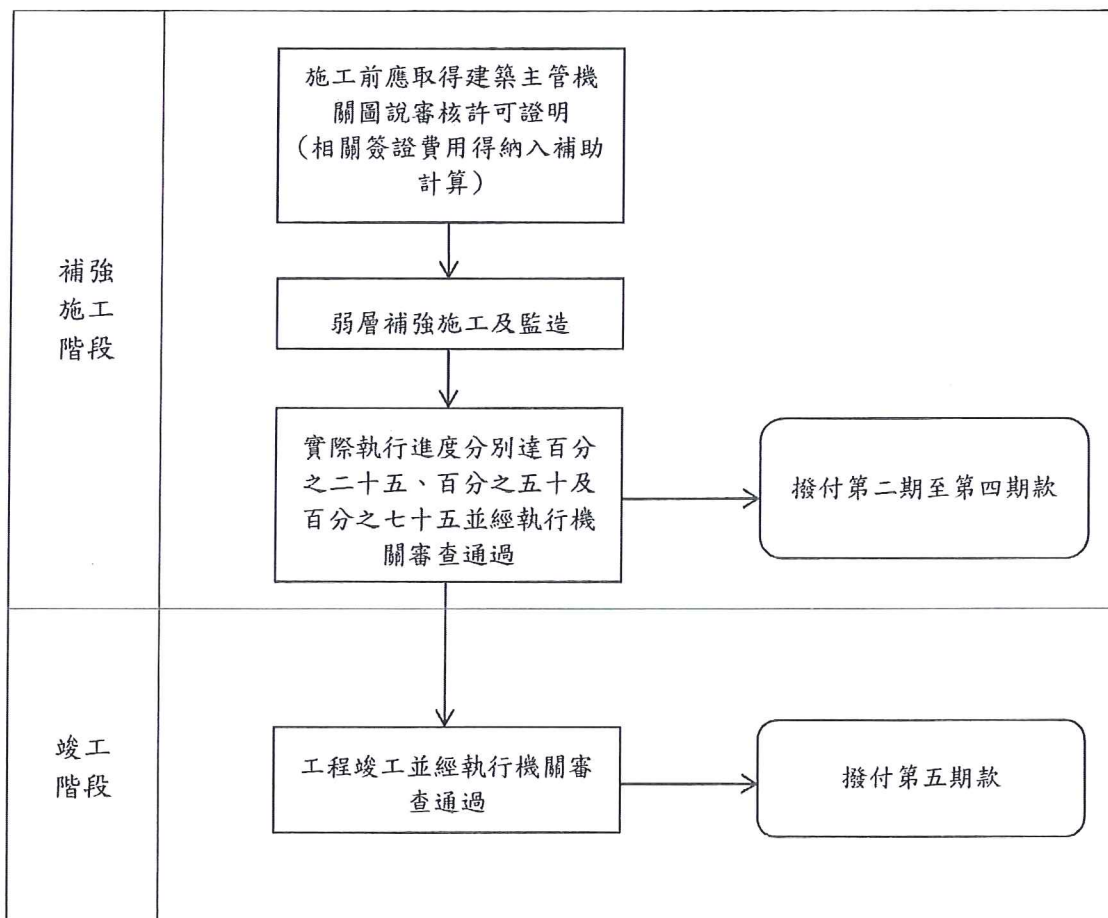 補強
施工
階段
施工前應取得建築主管機
關圖說審核許可證明
(相關簽證費用得納入補助
計算)
弱層補強施工及監造
實際執行進度分別達百分
之二十五、百分之五十及
百分之七十五並經執行機
關審查通過
撥付第二期至第四期款
竣工
階段
工程竣工並經執行機關審
查通過
撥付第五期款